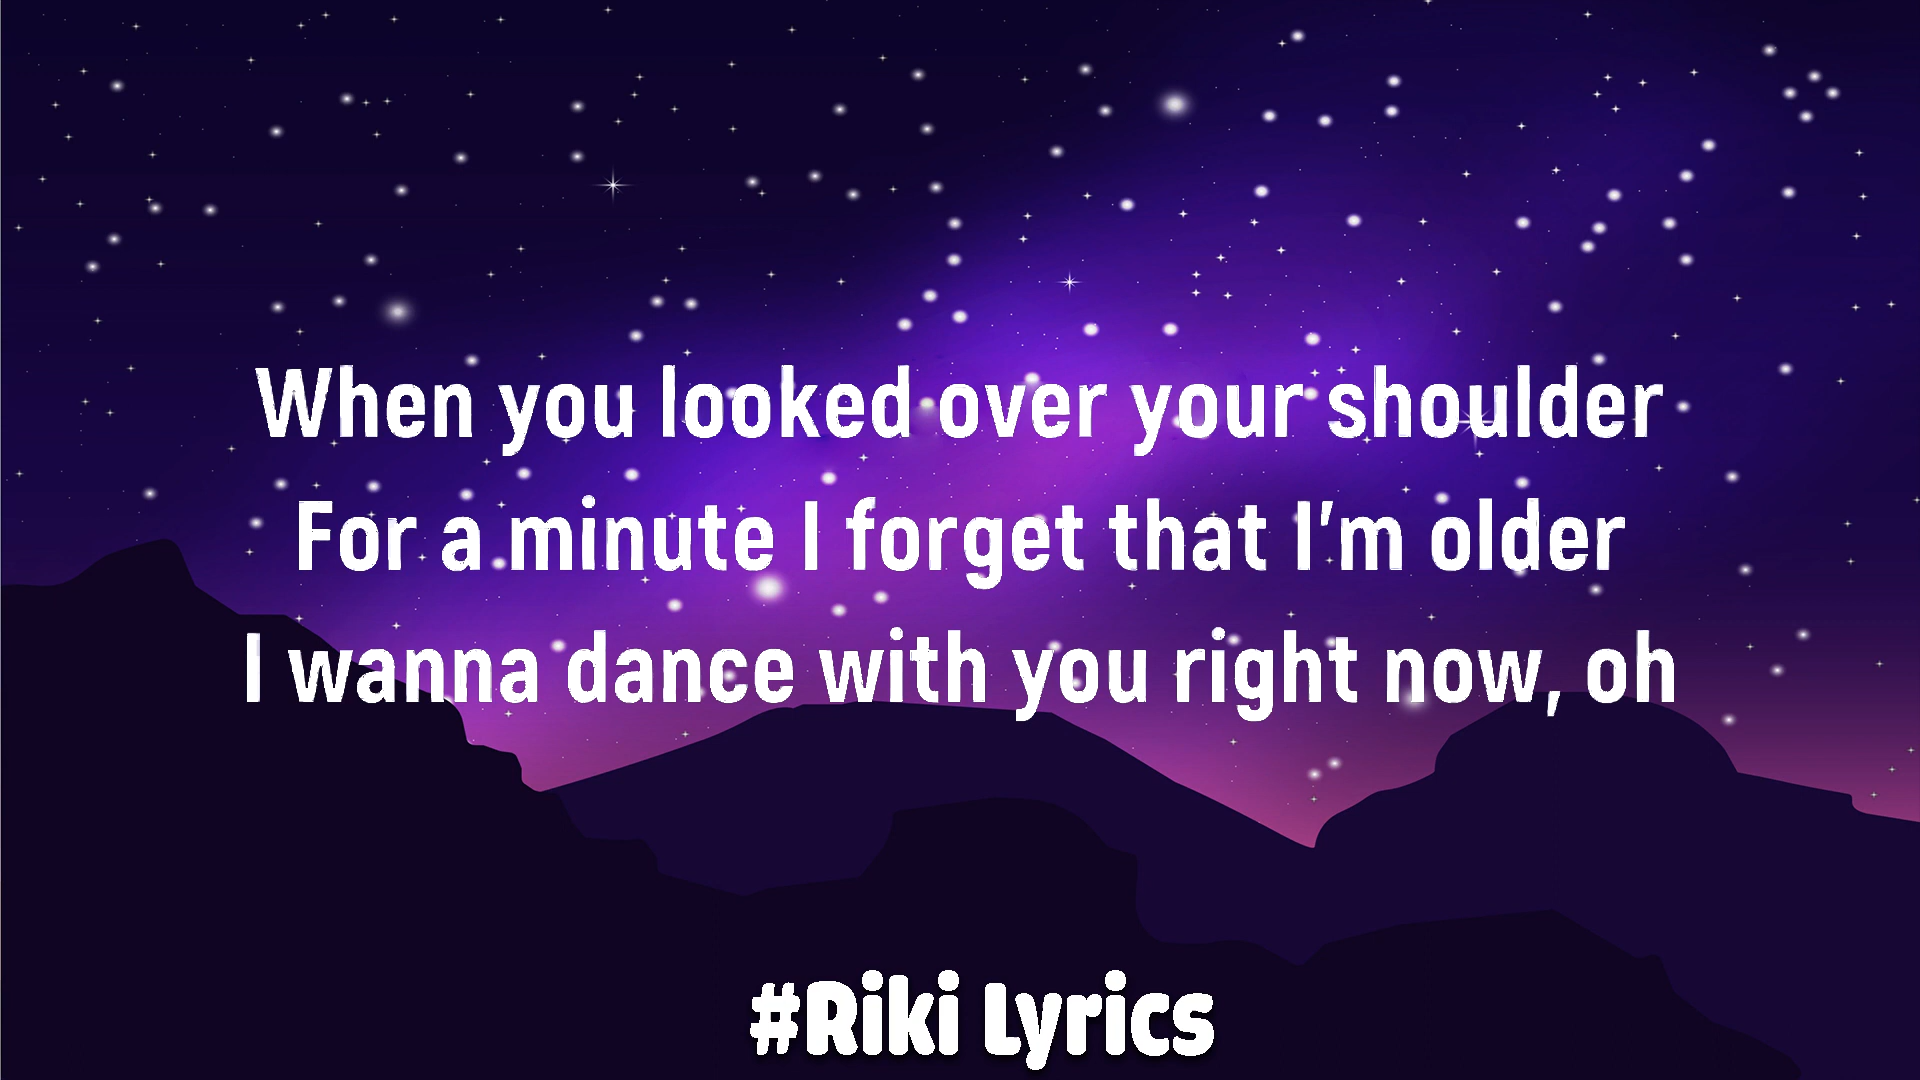 When you looked over your shoulder
For a minute I forget that I'm older
I wanna dance with you right now, oh
#Riki Lyrics